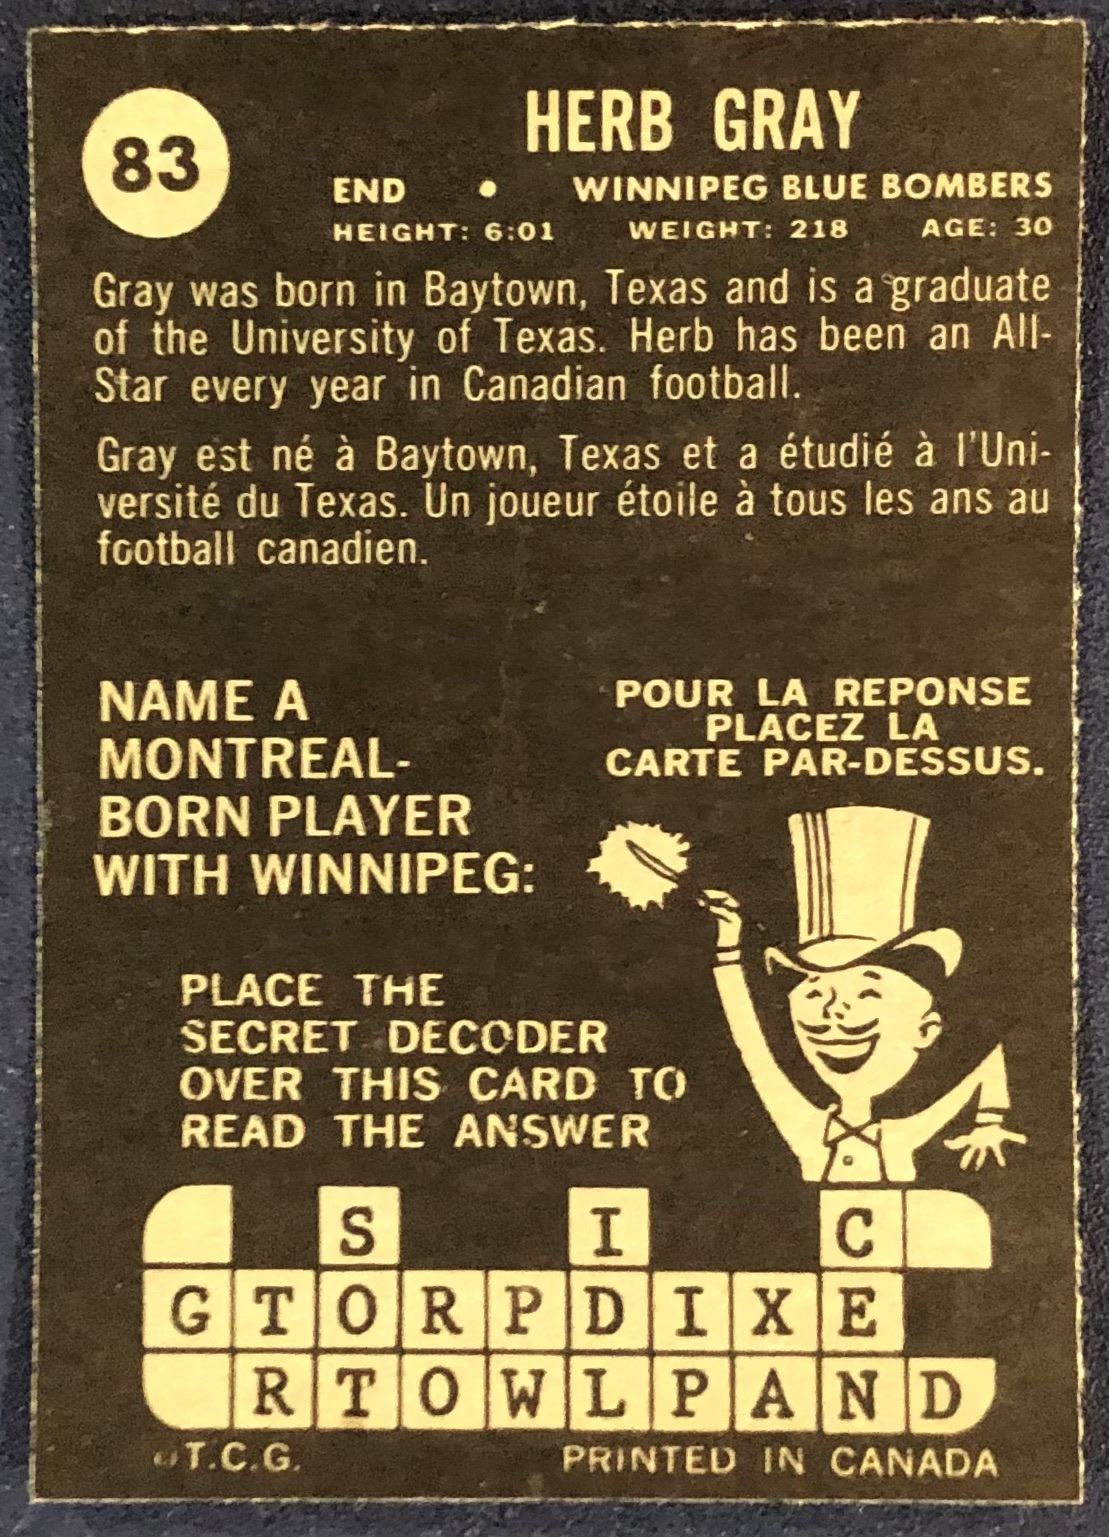 83
HERB GRAY
END • WINNIPEG BLUE BOMBERS
HEIGHT: 6:01 WEIGHT: 218 AGE: 30
Gray was born in Baytown, Texas and is a graduate
of the University of Texas. Herb has been an All-
Star every year in Canadian football.
Gray est né à Baytown, Texas et a étudié à l'Uni-
versité du Texas. Un joueur étoile à tous les ans au
football canadien.
NAME A
MONTREAL-
BORN PLAYER
WITH WINNIPEG:
POUR LA REPONSE
PLACEZ LA
CARTE PAR-DESSUS.
PLACE THE
SECRET DECODER
OVER THIS CARD TO
READ THE ANSWER
S I C
G T O R P D I X E
R T O W L P A N D
©T.C.G. PRINTED IN CANADA